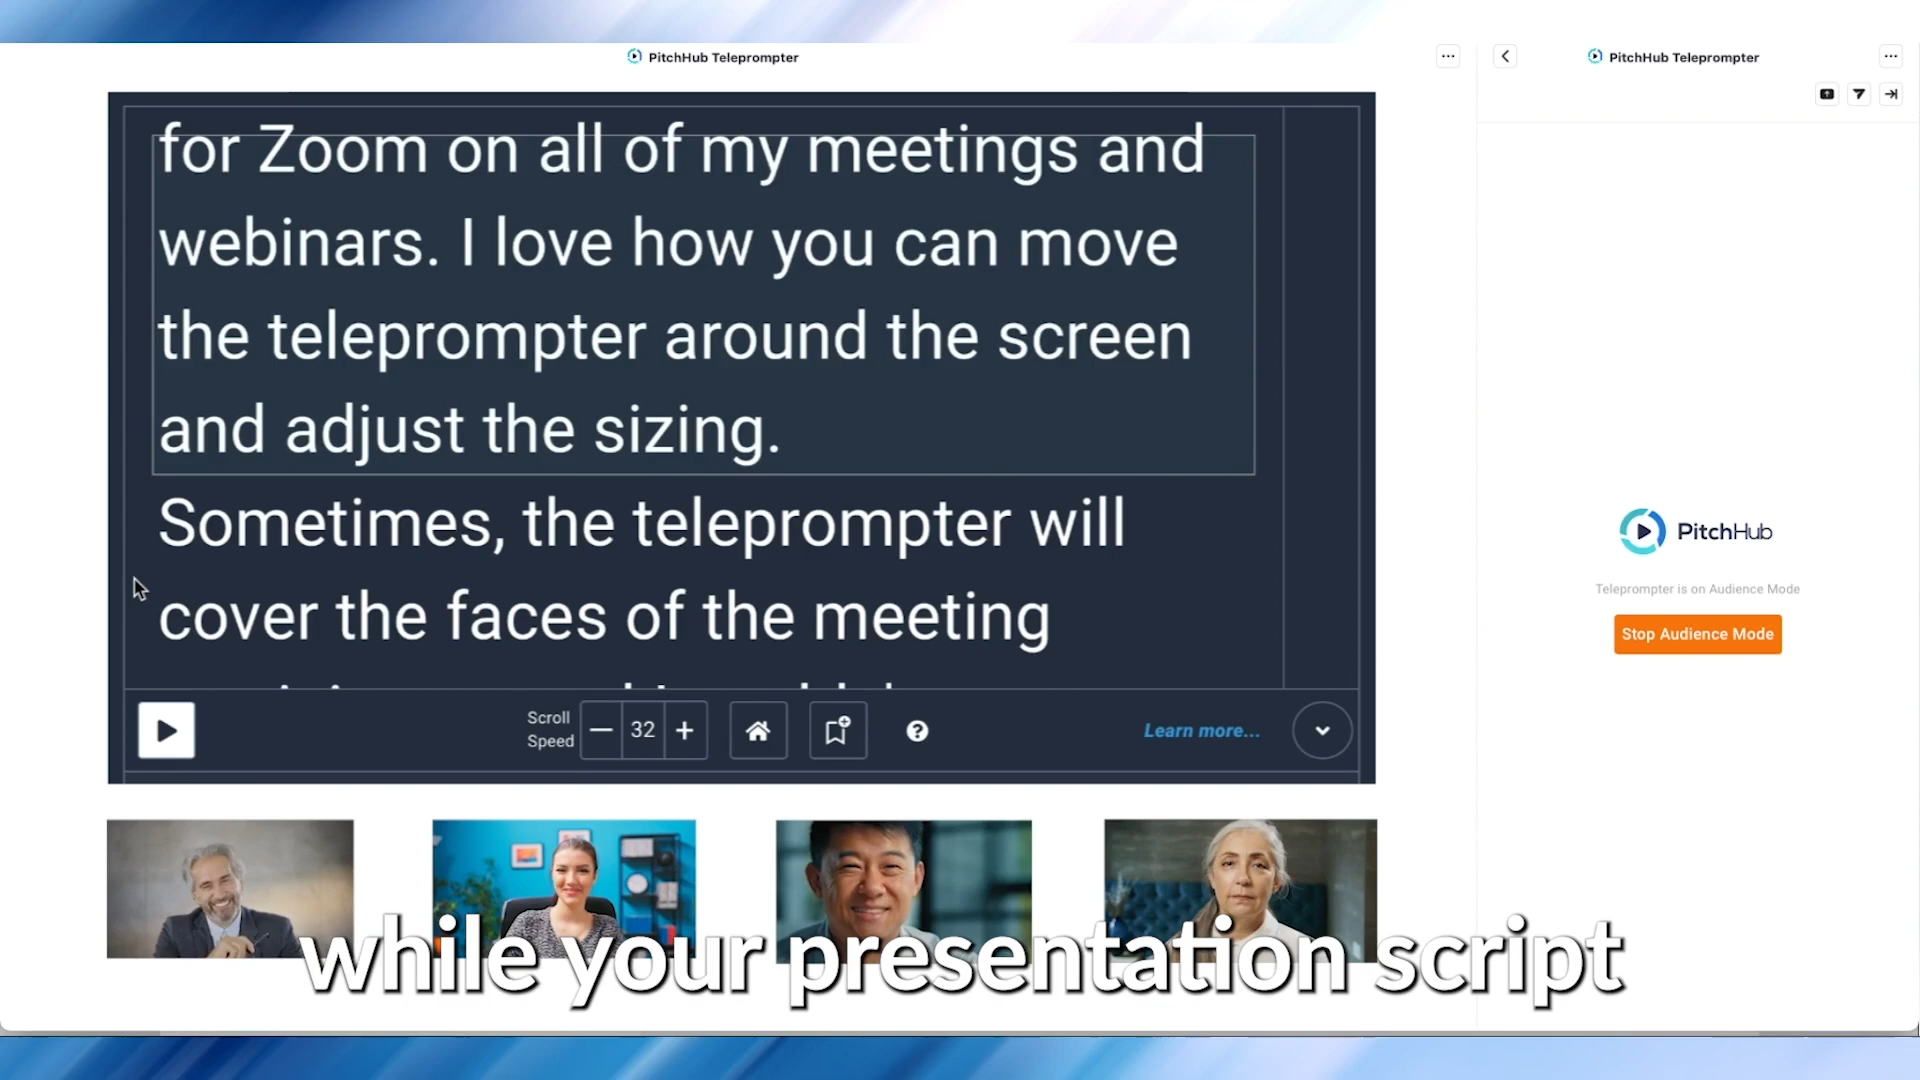 PitchHub Teleprompter
PitchHub Teleprompter
for Zoom on all of my meetings and
webinars. I love how you can move
the teleprompter around the screen
and adjust the sizing.
Sometimes, the teleprompter will
cover the faces of the meeting
Scroll
Speed
32
Learn more...
PitchHub
Teleprompter is on Audience Mode
Stop Audience Mode
while your presentation script